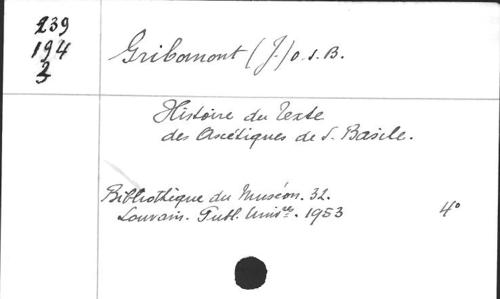 239
194
3
Gribomont (J.) O.S.B.
Histoire du Texte
des Ascétiques de S. Basile.
Bibliothèque du Muséon. 32.
Louvain. Publ. Univ.res. 1953
4°